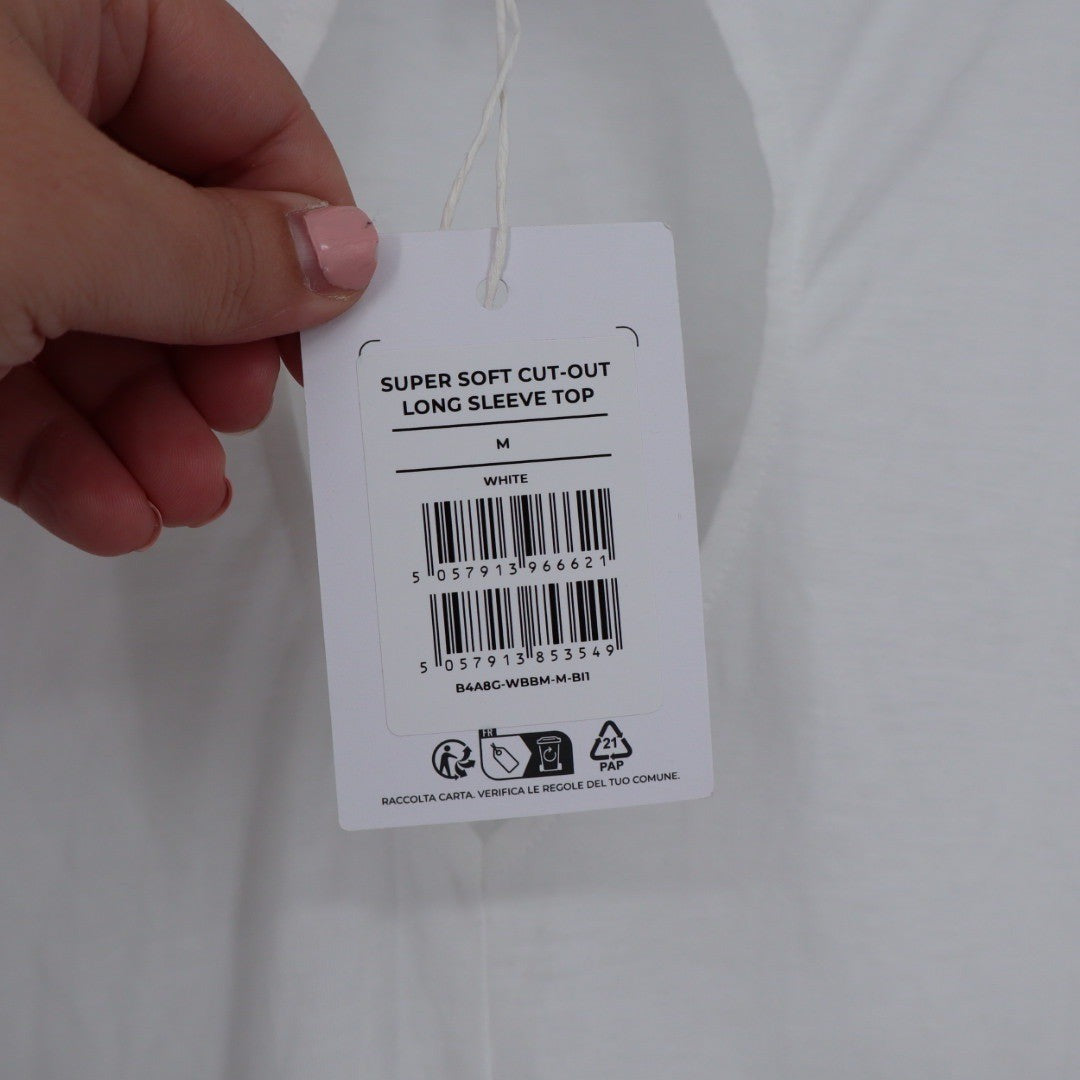 SUPER SOFT CUT-OUT
LONG SLEEVE TOP
M
WHITE
5 057913 966621
5 057913 853549
B4A8G-WBBM-M-BI1
FR
21
PAP
RACCOLTA CARTA. VERIFICA LE REGOLE DEL TUO COMUNE.